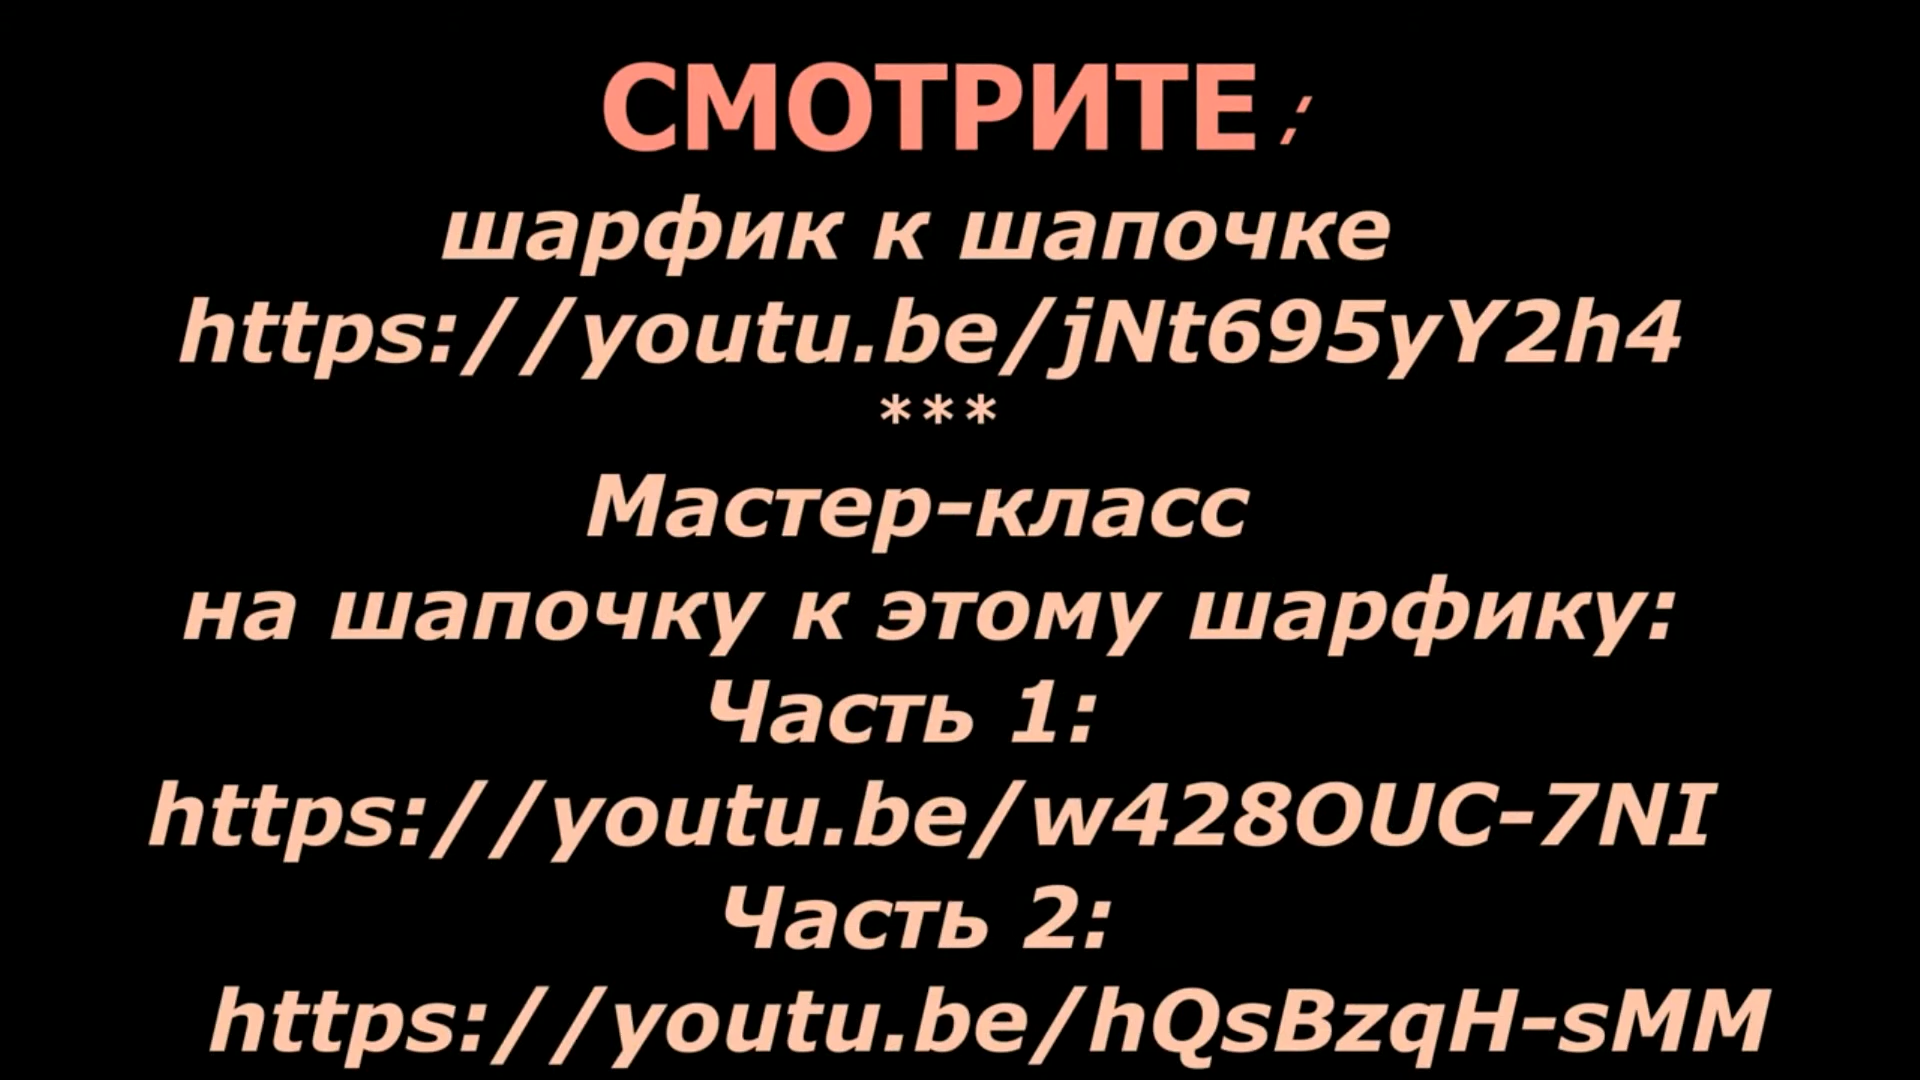 СМОТРИТЕ ;
шарфик к шапочке
https://youtu.be/jNt695yY2h4
***
Мастер-класс
на шапочку к этому шарфику:
Часть 1:
https://youtu.be/w428OUC-7NI
Часть 2:
https://youtu.be/hQsBzqH-sMM